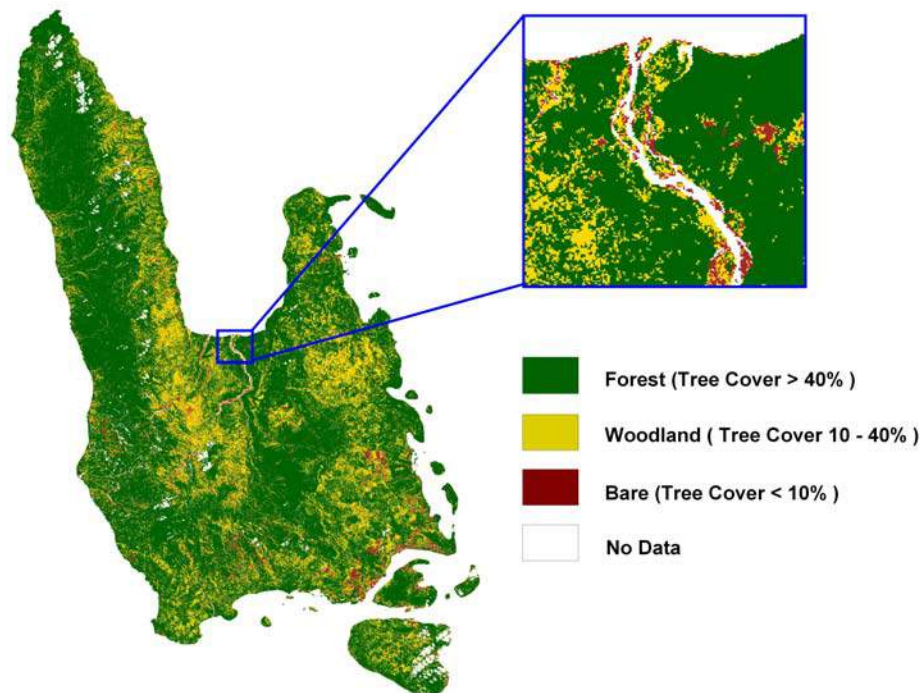 Forest (Tree Cover > 40% )
Woodland ( Tree Cover 10 - 40% )
Bare (Tree Cover < 10% )
No Data